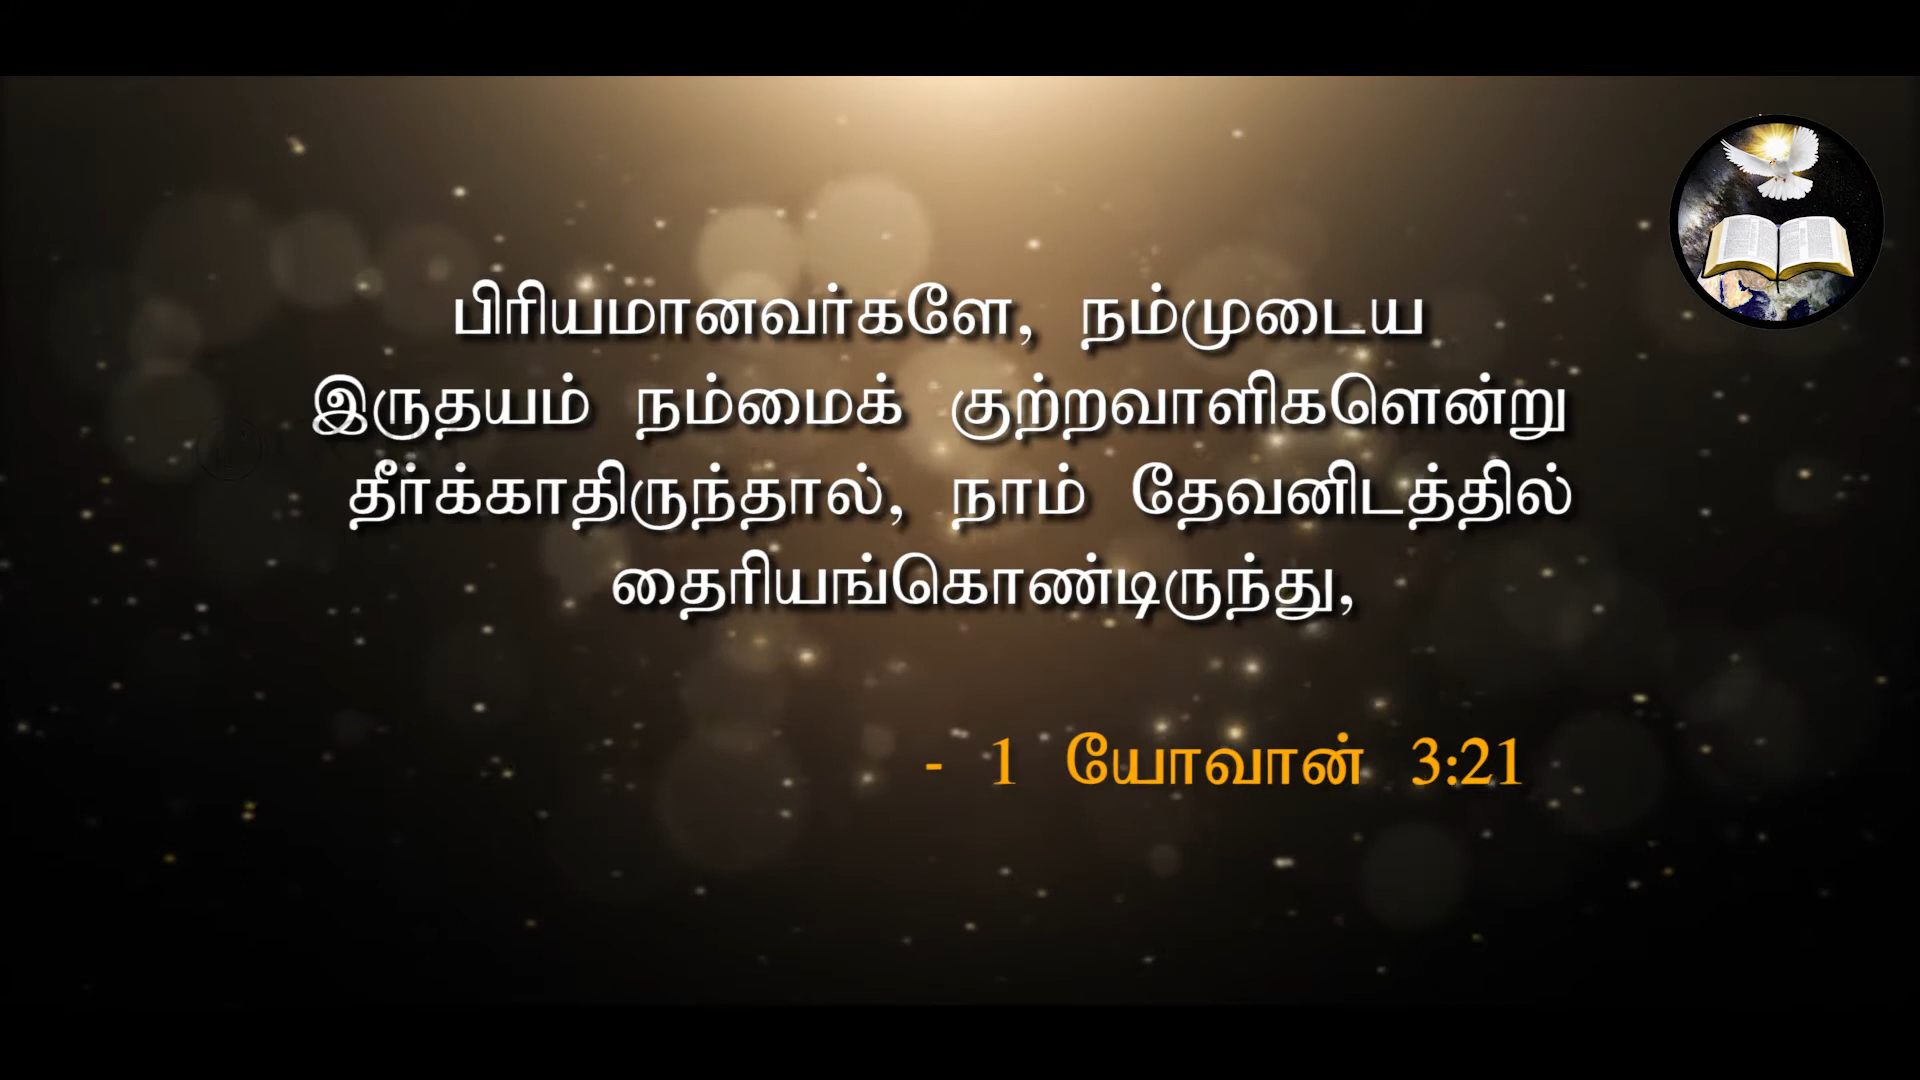 பிரியமானவர்களே, நம்முடைய
இருதயம் நம்மைக் குற்றவாளிகளென்று
தீர்க்காதிருந்தால், நாம் தேவனிடத்தில்
தைரியங்கொண்டிருந்து,
- 1 யோவான் 3:21